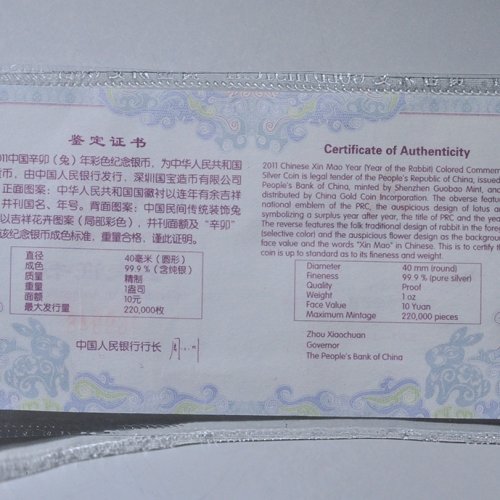 鉴定证书
2011中国辛卯（兔）年彩色纪念银币，为中华人民共和国
货币，由中国人民银行发行，深圳国宝造币有限公司
正面图案：中华人民共和国国徽衬以连年有余吉
并刊国名、年号。背面图案：中国民间传统装饰兔
以吉祥花卉图案（局部彩色），并刊面额及“辛卯”
该纪念银币成色标准，重量合格，谨此证明。
直径 40毫米（圆形）
成色 99.9％（含纯银）
质量 精制
重量 1盎司
面额 10元
最大发行量 220,000枚
中国人民银行行长
Certificate of Authenticity
2011 Chinese Xin Mao Year (Year of the Rabbit) Colored Commem
Silver Coin is legal tender of the People's Republic of China, issued
People's Bank of China, minted by Shenzhen Guobao Mint, and
distributed by China Gold Coin Incorporation. The obverse feature
national emblem of the PRC, the auspicious design of lotus an
symbolizing a surplus year after year, the title of PRC and the yea
The reverse features the folk traditional design of rabbit in the foreg
(selective color) and the auspicious flower design as the backgroun
face value and the words "Xin Mao" in Chinese. This is to certify tha
coin is up to standard as to its fineness and weight.
Diameter 40 mm (round)
Fineness 99.9 % (pure silver)
Quality Proof
Weight 1 oz
Face Value 10 Yuan
Maximum Mintage 220,000 pieces
Zhou Xiaochuan
Governor
The People's Bank of China